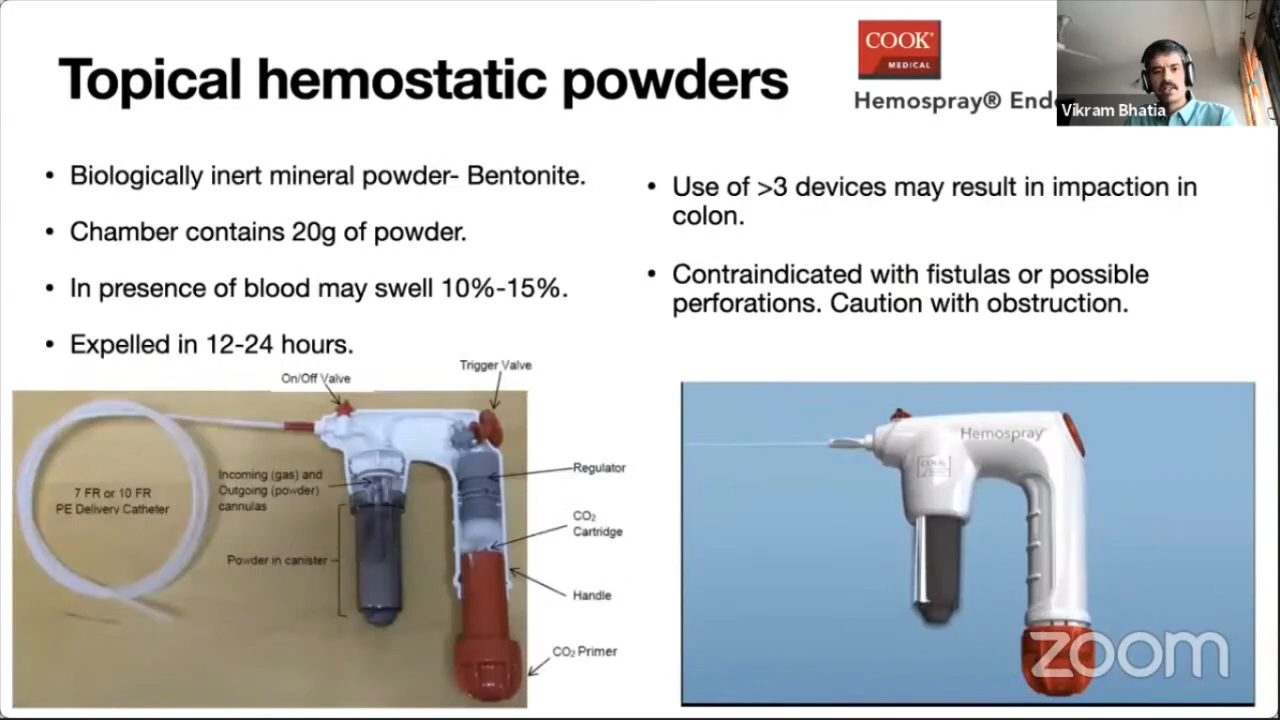 Topical hemostatic powders
COOK®
MEDICAL
Hemospray®
Vikram Bhatia
• Biologically inert mineral powder- Bentonite.
• Chamber contains 20g of powder.
• In presence of blood may swell 10%-15%.
• Expelled in 12-24 hours.
• Use of >3 devices may result in impaction in
colon.
• Contraindicated with fistulas or possible
perforations. Caution with obstruction.
On/Off Valve
Trigger Valve
7 FR or 10 FR
PE Delivery Catheter
Incoming (gas) and
Outgoing (powder)
cannulas
Powder in canister
Regulator
CO₂
Cartridge
Handle
CO₂ Primer
Hemospray®
COOK
zoom